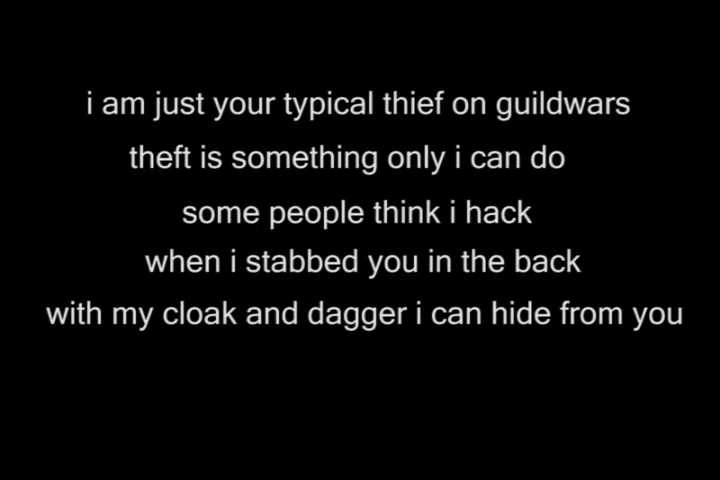 i am just your typical thief on guildwars
theft is something only i can do
some people think i hack
when i stabbed you in the back
with my cloak and dagger i can hide from you